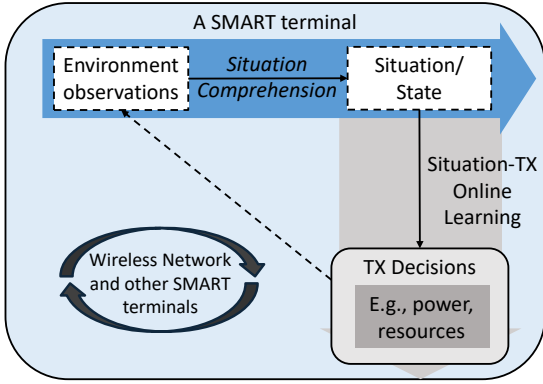 A SMART terminal
Environment
observations
Situation
Comprehension
Situation/
State
Situation-TX
Online
Learning
Wireless Network
and other SMART
terminals
TX Decisions
E.g., power,
resources